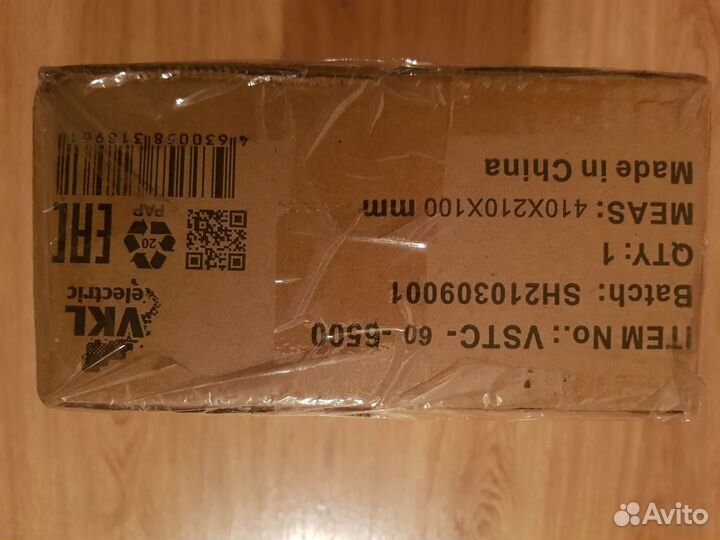 VKL
electric
PAP
20
EAC
4630058313961
ITEM No.: VSTC- 60 -6500
Batch: SH210309001
QTY: 1
MEAS: 410X210X100 mm
Made in China
Avito